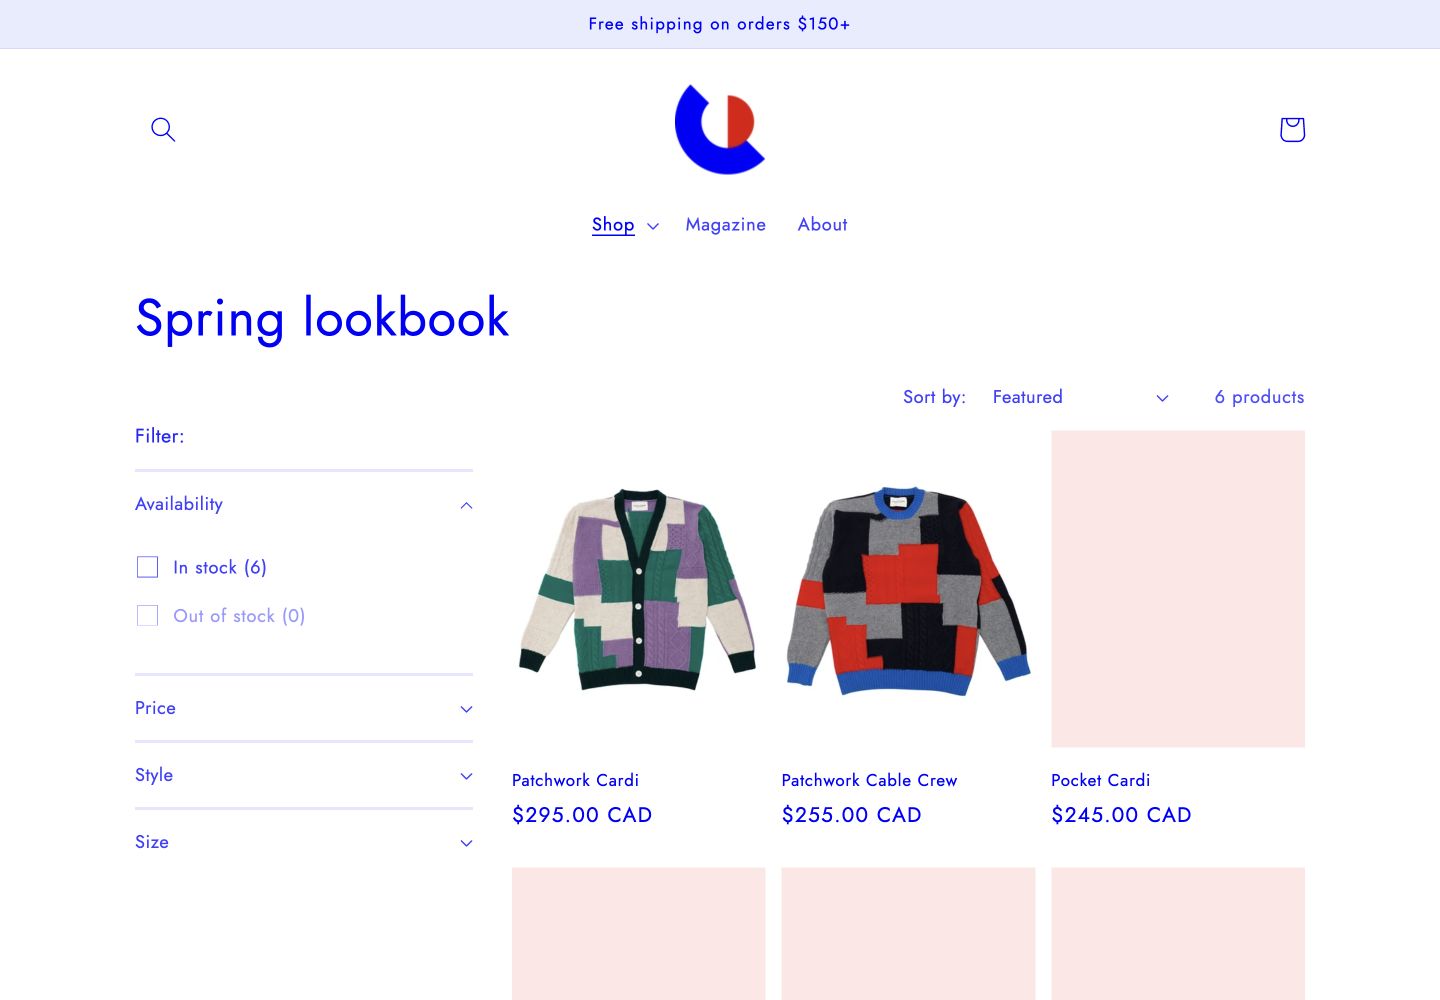 Free shipping on orders $150+
Shop
Magazine
About
Spring lookbook
Sort by:
Featured
6 products
Filter:
Availability
In stock (6)
Out of stock (0)
Price
Style
Size
Patchwork Cardi
$295.00 CAD
Patchwork Cable Crew
$255.00 CAD
Pocket Cardi
$245.00 CAD